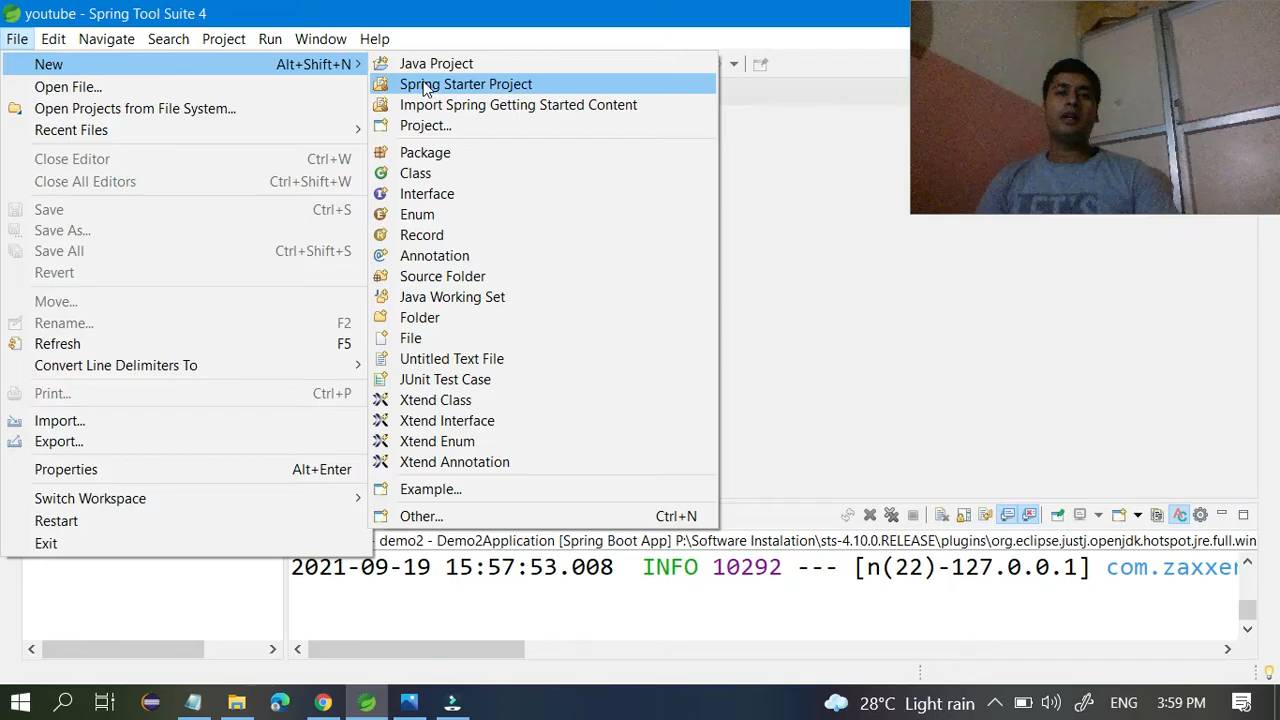 youtube - Spring Tool Suite 4
File Edit Navigate Search Project Run Window Help
New Alt+Shift+N
Open File...
Open Projects from File System...
Recent Files
Close Editor Ctrl+W
Close All Editors Ctrl+Shift+W
Save Ctrl+S
Save As...
Save All Ctrl+Shift+S
Revert
Move...
Rename... F2
Refresh F5
Convert Line Delimiters To
Print... Ctrl+P
Import...
Export...
Properties Alt+Enter
Switch Workspace
Restart
Exit
Java Project
Spring Starter Project
Import Spring Getting Started Content
Project...
Package
Class
Interface
Enum
Record
Annotation
Source Folder
Java Working Set
Folder
File
Untitled Text File
JUnit Test Case
Xtend Class
Xtend Interface
Xtend Enum
Xtend Annotation
Example...
Other... Ctrl+N
demo2 - Demo2Application [Spring Boot App] P:\Software Instalation\sts-4.10.0.RELEASE\plugins\org.eclipse.justj.openjdk.hotspot.jre.full.win
2021-09-19 15:57:53.008 INFO 10292 --- [n(22)-127.0.0.1] com.zaxxer
28°C Light rain ENG 3:59 PM